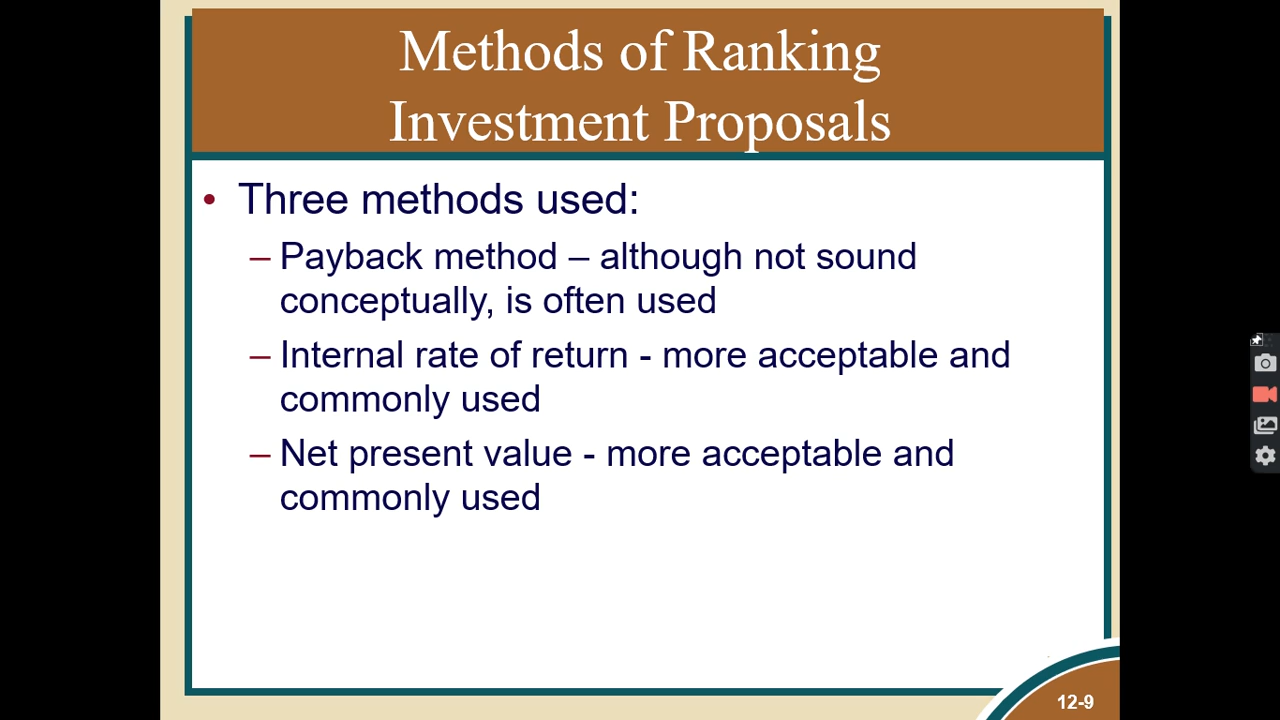 Methods of Ranking
Investment Proposals
• Three methods used:
– Payback method – although not sound
conceptually, is often used
– Internal rate of return - more acceptable and
commonly used
– Net present value - more acceptable and
commonly used
12-9